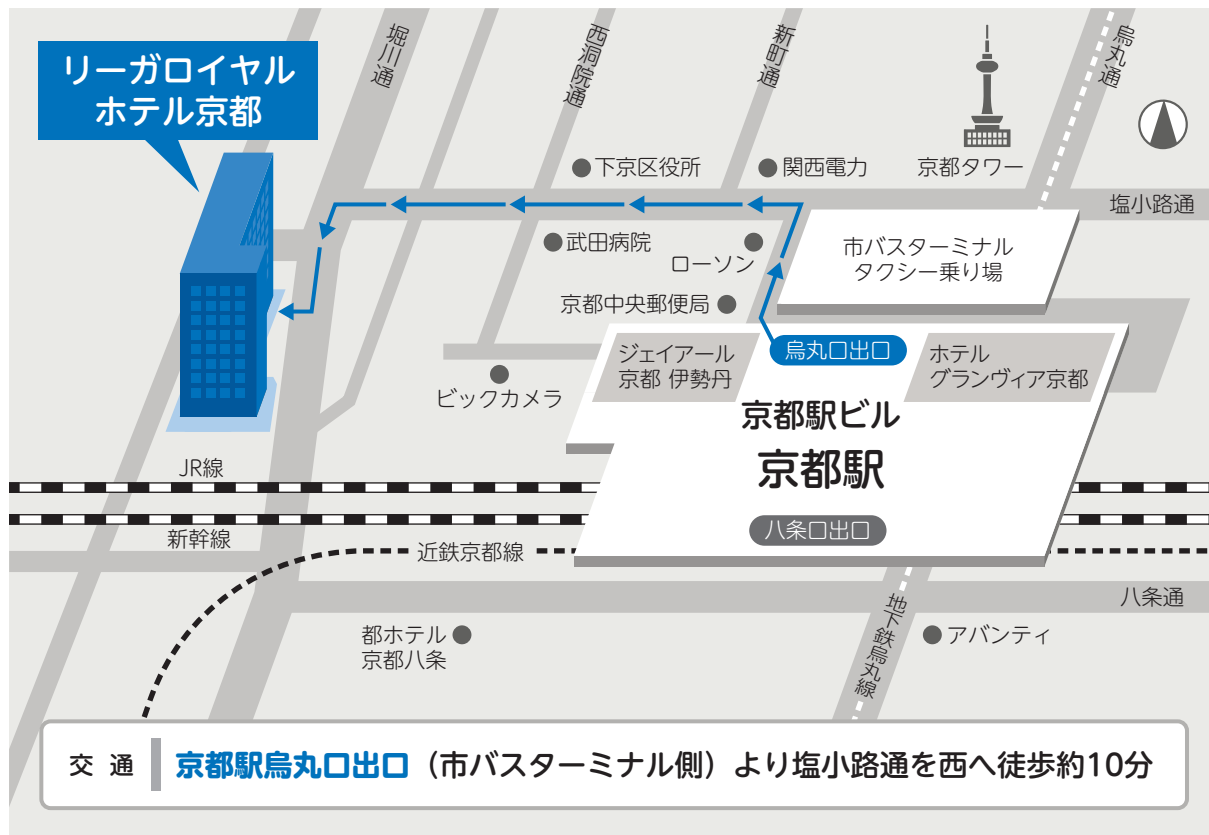 リーガロイヤル
ホテル京都
堀川通
西洞院通
新町通
烏丸通
下京区役所
関西電力
京都タワー
塩小路通
武田病院
ローソン
市バスターミナル
タクシー乗り場
京都中央郵便局
ジェイアール
京都 伊勢丹
烏丸口出口
ホテル
グランヴィア京都
ビックカメラ
京都駅ビル
京都駅
JR線
新幹線
八条口出口
近鉄京都線
八条通
地下鉄烏丸線
都ホテル
京都八条
アバンティ
交 通 京都駅烏丸口出口（市バスターミナル側）より塩小路通を西へ徒歩約10分